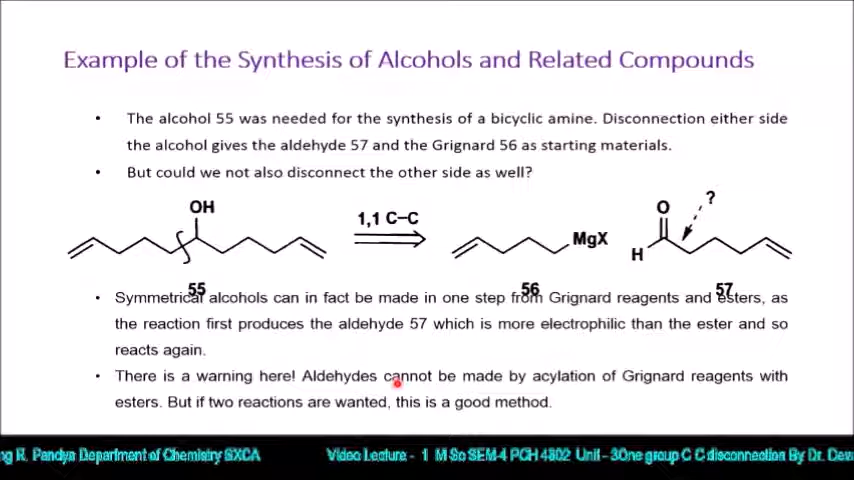 Example of the Synthesis of Alcohols and Related Compounds
• The alcohol 55 was needed for the synthesis of a bicyclic amine. Disconnection either side
the alcohol gives the aldehyde 57 and the Grignard 56 as starting materials.
• But could we not also disconnect the other side as well?
OH
1,1 C–C
MgX
O
?
H
55
56
57
• Symmetrical alcohols can in fact be made in one step from Grignard reagents and esters, as
the reaction first produces the aldehyde 57 which is more electrophilic than the ester and so
reacts again.
• There is a warning here! Aldehydes cannot be made by acylation of Grignard reagents with
esters. But if two reactions are wanted, this is a good method.
ng R. Pandya Department of Chemistry SXCA Video Lecture - 1 M Sc SEM-4 PCH 4802 Unit - 3One group C C disconnection By Dr. Deva